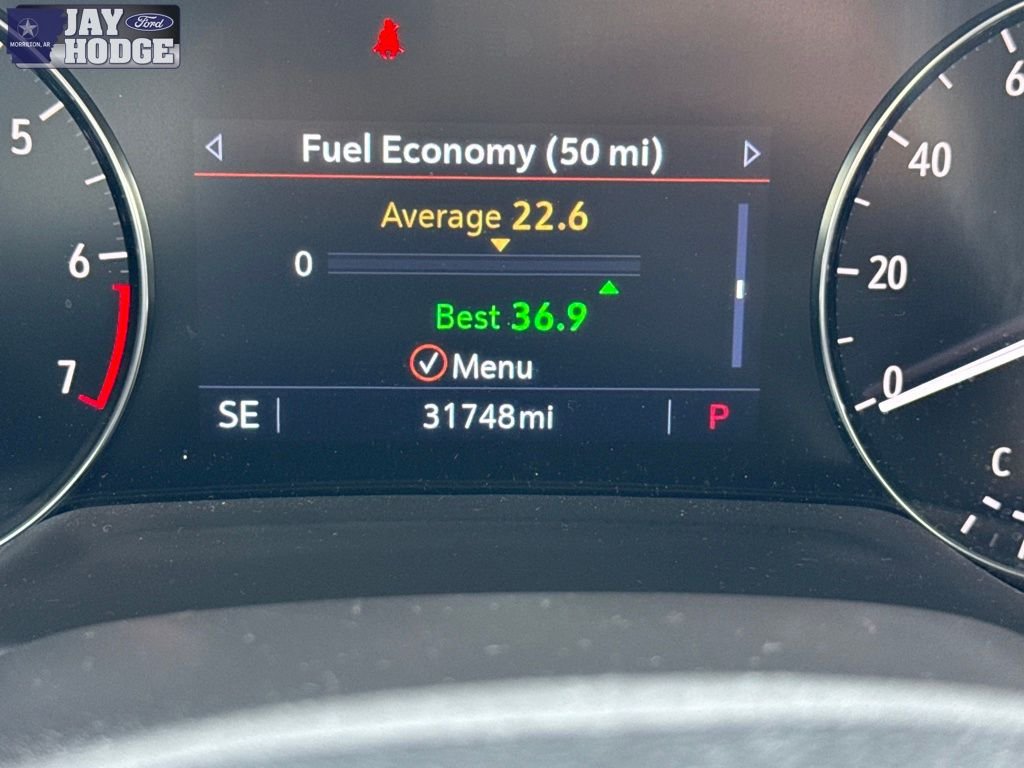 JAY Ford
MORRILTON, AR HODGE
5
6
7
Fuel Economy (50 mi)
Average 22.6
0
Best 36.9
Menu
SE 31748mi P
6
40
20
0
C